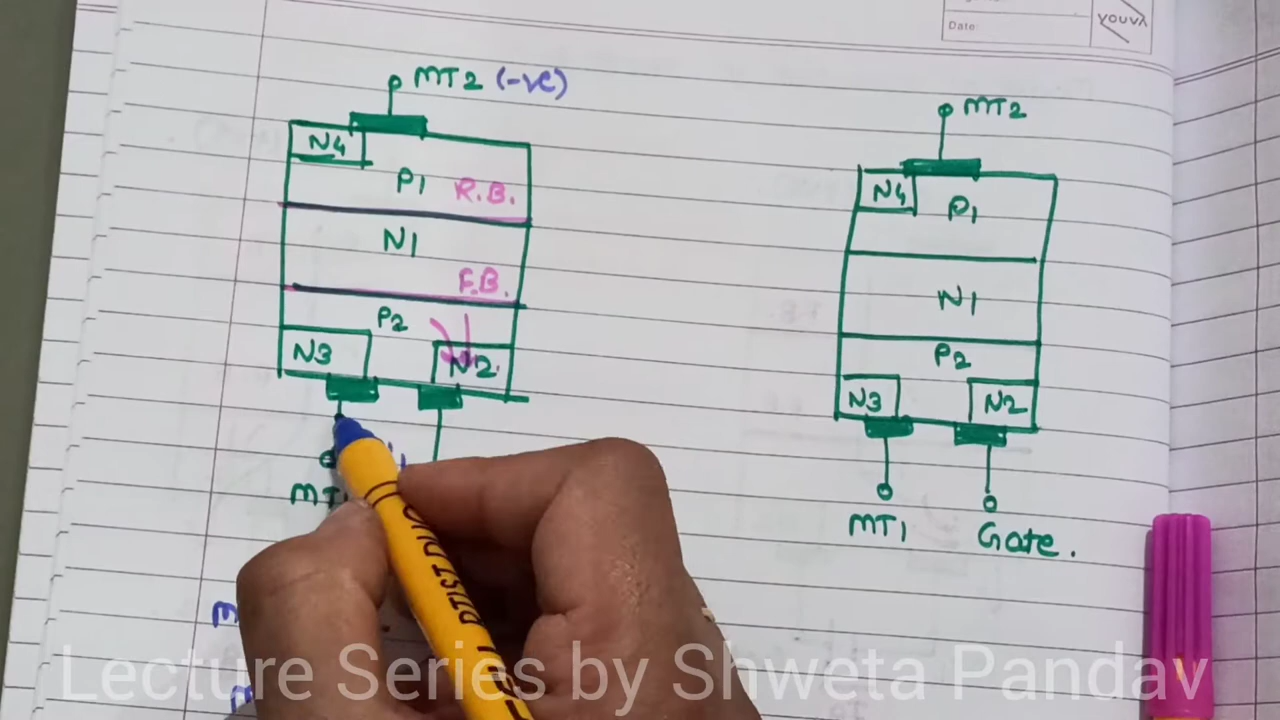 Date:
youva
MT2 (-ve)
N4
P1
R.B.
N1
F.B.
P2
N3
N2
MT
MT2
N4
P1
N1
P2
N3
N2
MT1
Gate.
Lecture Series by Shweta Pandav